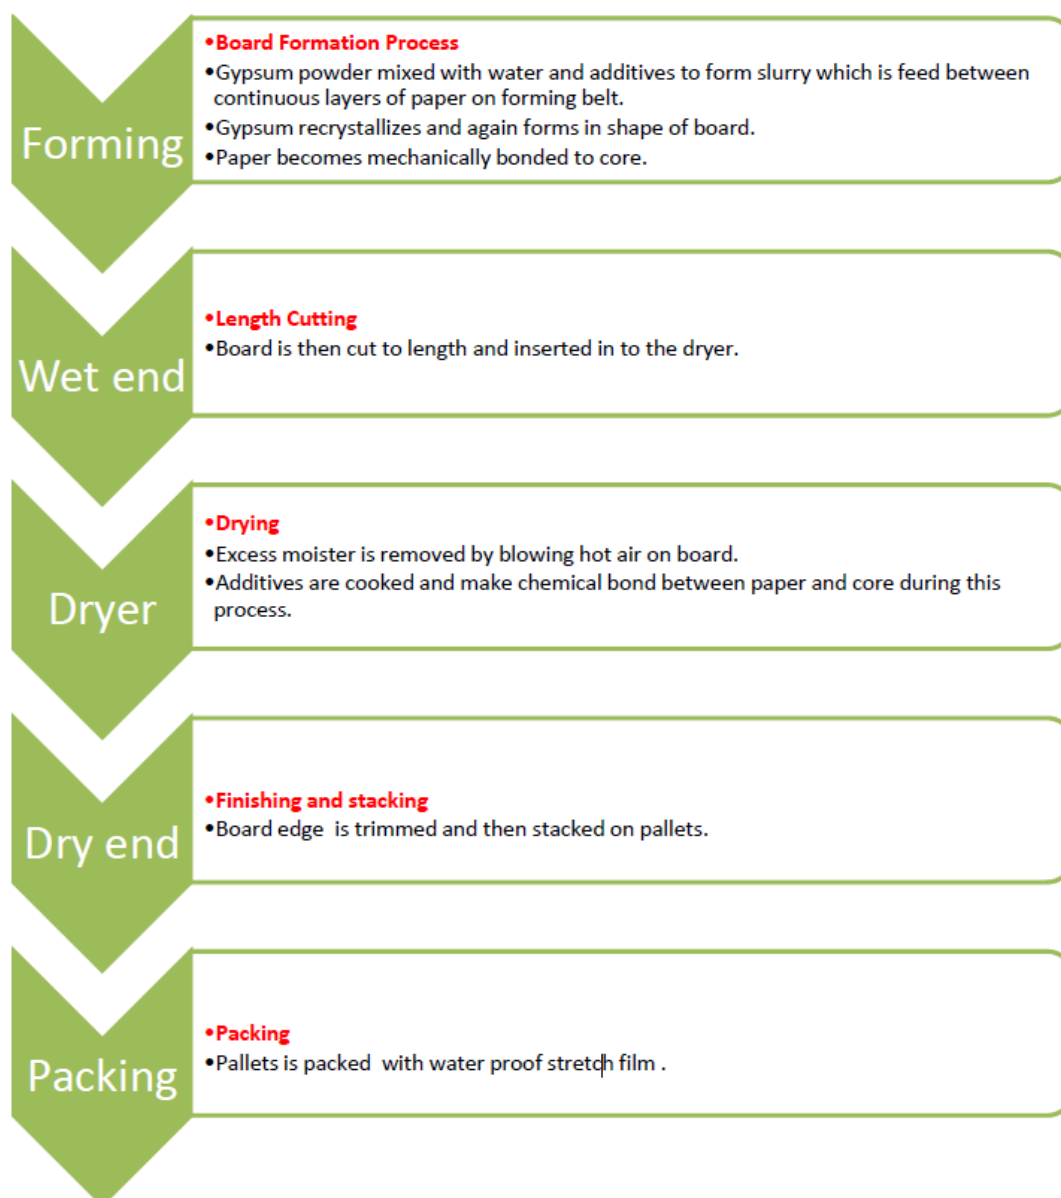 Forming
•Board Formation Process
•Gypsum powder mixed with water and additives to form slurry which is feed between
continuous layers of paper on forming belt.
•Gypsum recrystallizes and again forms in shape of board.
•Paper becomes mechanically bonded to core.
Wet end
•Length Cutting
•Board is then cut to length and inserted in to the dryer.
Dryer
•Drying
•Excess moister is removed by blowing hot air on board.
•Additives are cooked and make chemical bond between paper and core during this
process.
Dry end
•Finishing and stacking
•Board edge  is trimmed and then stacked on pallets.
Packing
•Packing
•Pallets is packed  with water proof stretch film .